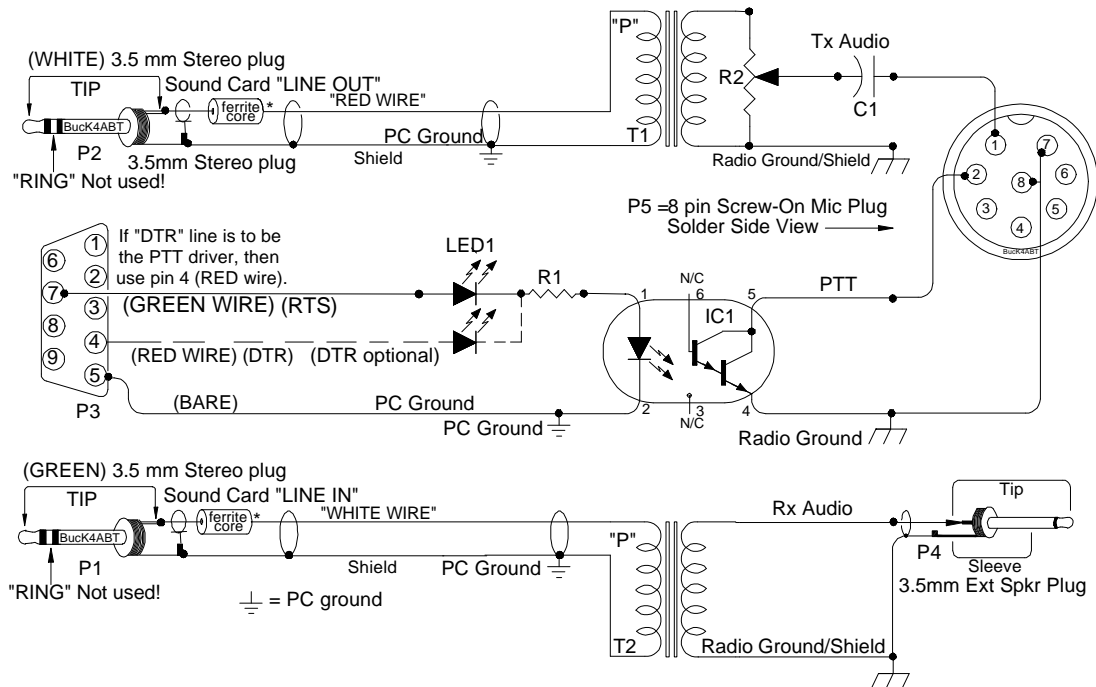 (WHITE) 3.5 mm Stereo plug
TIP
Sound Card "LINE OUT"
ferrite
core
*
"RED WIRE"
BucK4ABT
P2
PC Ground
3.5mm Stereo plug
Shield
"RING" Not used!
"P"
T1
R2
Tx Audio
C1
Radio Ground/Shield
P5 =8 pin Screw-On Mic Plug
Solder Side View
1
7
2
8
6
3
5
4
BucK4ABT
1
6
2
7
3
8
4
9
5
P3
If "DTR" line is to be
the PTT driver, then
use pin 4 (RED wire).
(GREEN WIRE) (RTS)
(RED WIRE) (DTR) (DTR optional)
(BARE)
PC Ground
PC Ground
LED1
R1
N/C
1
6
5
IC1
2
3
4
N/C
PTT
Radio Ground
(GREEN) 3.5 mm Stereo plug
TIP
Sound Card "LINE IN"
ferrite
core
*
"WHITE WIRE"
BucK4ABT
P1
Shield
PC Ground
"RING" Not used!
= PC ground
"P"
T2
Rx Audio
Radio Ground/Shield
Tip
P4
Sleeve
3.5mm Ext Spkr Plug